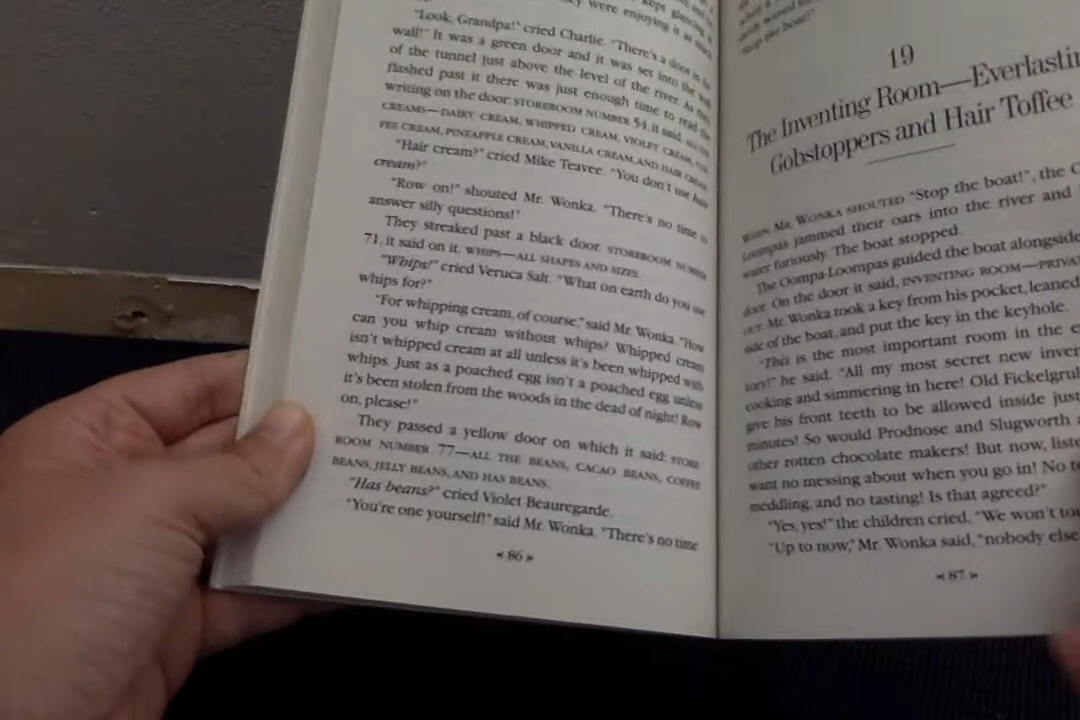 were enjoying it as much
"Look, Grandpa!" cried Charlie. "There's a door in the
wall!" It was a green door and it was set into the wall
of the tunnel just above the level of the river. As they
flashed past it there was just enough time to read the
writing on the door: STOREROOM NUMBER 54, it said. ALL THE
CREAMS—DAIRY CREAM, WHIPPED CREAM, VIOLET CREAM,
FEE CREAM, PINEAPPLE CREAM, VANILLA CREAM, AND HAIR CREAM.
"Hair cream?" cried Mike Teavee. "You don't use hair
cream?"
"Row on!" shouted Mr. Wonka. "There's no time to
answer silly questions!"
They streaked past a black door. STOREROOM NUMBER
71, it said on it. WHIPS—ALL SHAPES AND SIZES.
"Whips!" cried Veruca Salt. "What on earth do you use
whips for?"
"For whipping cream, of course," said Mr. Wonka. "How
can you whip cream without whips? Whipped cream
isn't whipped cream at all unless it's been whipped with
whips. Just as a poached egg isn't a poached egg unless
it's been stolen from the woods in the dead of night! Row
on, please!"
They passed a yellow door on which it said: STORE
ROOM NUMBER 77—ALL THE BEANS, CACAO BEANS, COFFEE
BEANS, JELLY BEANS, AND HAS BEANS.
"Has beans?" cried Violet Beauregarde.
"You're one yourself!" said Mr. Wonka. "There's no time
86
stop the boat!"
19
The Inventing Room—Everlastin
Gobstoppers and Hair Toffee
WHEN MR. WONKA SHOUTED "Stop the boat!", the O
Loompas jammed their oars into the river and
water furiously. The boat stopped.
The Oompa-Loompas guided the boat alongside
door. On the door it said, INVENTING ROOM—PRIVA
OUT. Mr. Wonka took a key from his pocket, leaned
side of the boat, and put the key in the keyhole.
"This is the most important room in the e
tory!" he said. "All my most secret new inven
cooking and simmering in here! Old Fickelgru
give his front teeth to be allowed inside just
minutes! So would Prodnose and Slugworth a
other rotten chocolate makers! But now, liste
want no messing about when you go in! No to
meddling, and no tasting! Is that agreed?"
"Yes, yes!" the children cried. "We won't tou
"Up to now," Mr. Wonka said, "nobody else
87